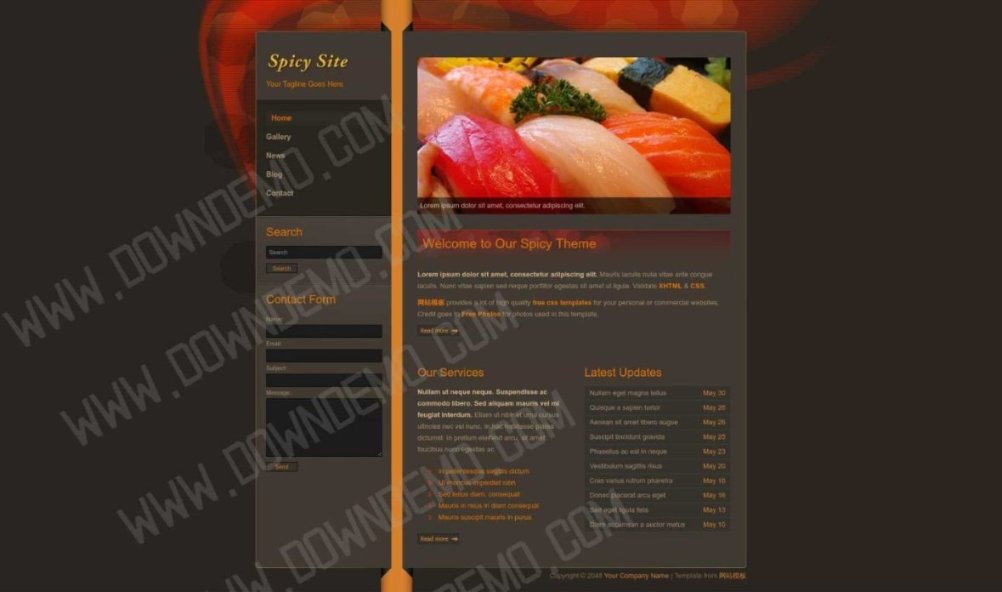 Spicy Site
Your Tagline Goes Here
Home
Gallery
News
Blog
Contact
Search
Search
Search
Contact Form
Name:
Email:
Subject:
Message:
Send
Lorem ipsum dolor sit amet, consectetur adipiscing elit.
Welcome to Our Spicy Theme
Lorem ipsum dolor sit amet, consectetur adipiscing elit. Mauris iaculis nulla vitae ante congue
iaculis. Nunc vitae sapien sed neque porttitor egestas sit amet ut ligula. Validate XHTML & CSS.
网站模板 provides a lot of high quality free css templates for your personal or commercial websites.
Credit goes to Free Photos for photos used in this template.
Read more
Our Services
Nullam ut neque neque. Suspendisse ac
commodo libero. Sed aliquam mauris vel mi
feugiat interdum. Etiam ut nibh et urna cursus
ultricies nec vel nunc. In hac habitasse platea
dictumst. In pretium eleifend arcu, sit amet
faucibus nunc egestas ac.
In pellentesque sagittis dictum
Ut rhoncus imperdiet nibh
Sed tellus diam, consequat
Mauris in risus in diam consequat
Mauris suscipit mauris in purus
Read more
Latest Updates
Nullam eget magna tellus May 30
Quisque a sapien tortor May 28
Aenean sit amet libero augue May 26
Suscipit tincidunt gravida May 25
Phasellus ac est in neque May 23
Vestibulum sagittis risus May 20
Cras varius rutrum pharetra May 18
Donec placerat arcu eget May 16
Sed eget ligula felis May 13
Diam accumsan a auctor metus May 10
Copyright © 2048 Your Company Name | Template from 网站模板
WWW.DOWNDEMO.COM
WWW.DOWNDEMO.COM
WWW.DOWNDEMO.COM
WWW.DOWNDEMO.COM
WWW.DOWNDEMO.COM